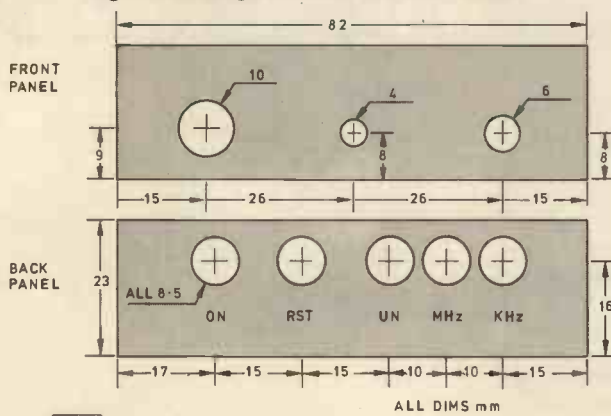 82
FRONT
PANEL
10
4
6
9
8
8
15
26
26
15
BACK
PANEL
23
ALL 8·5
ON
RST
UN
MHz
KHz
16
17
15
15
10
10
15
ALL DIMS mm